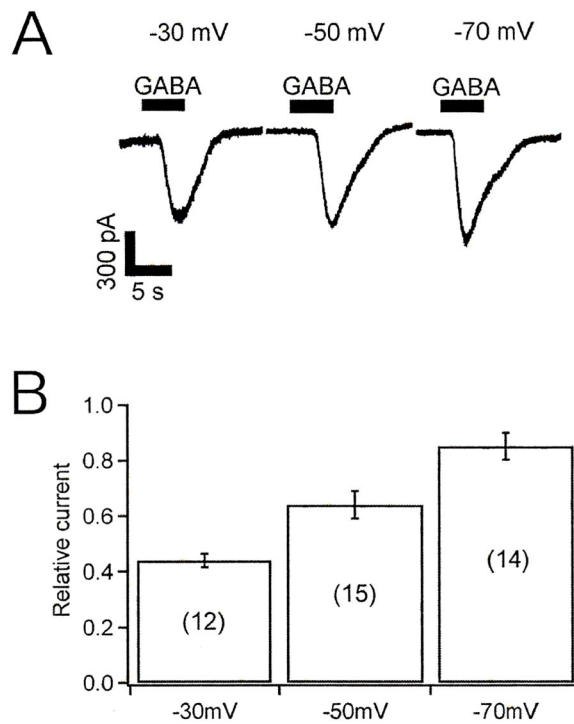 A
-30 mV
-50 mV
-70 mV
GABA
GABA
GABA
300 pA
5 s
B
Relative current
1.0
0.8
0.6
0.4
0.2
0.0
(12)
(15)
(14)
-30mV
-50mV
-70mV